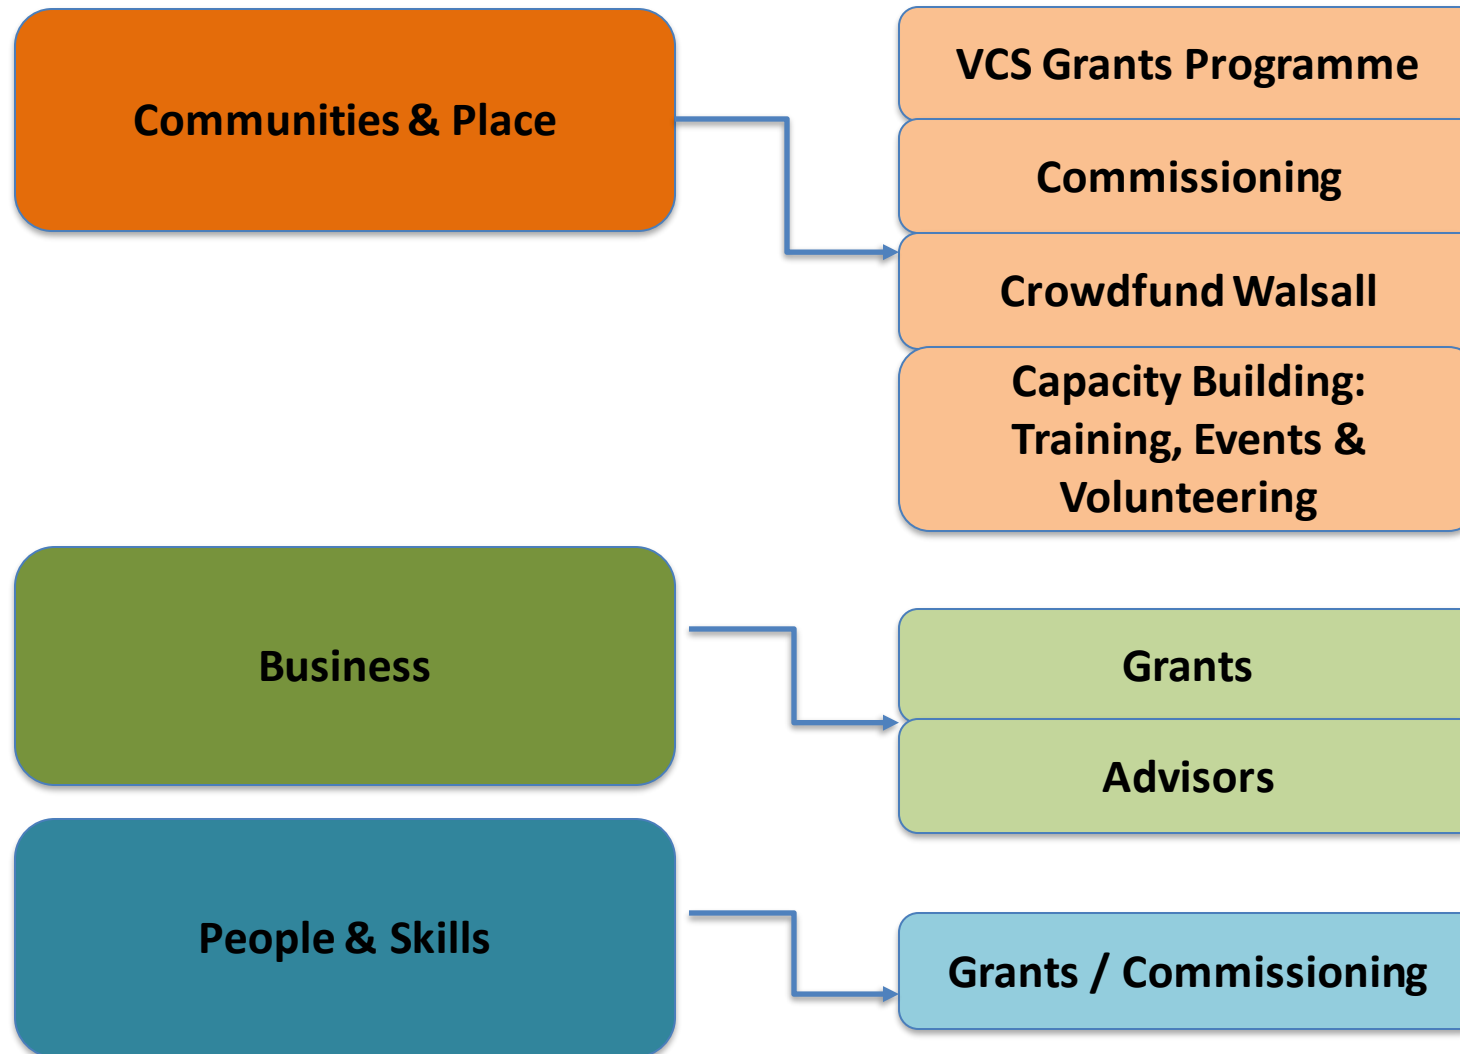 Communities & Place
VCS Grants Programme
Commissioning
Crowdfund Walsall
Capacity Building:
Training, Events &
Volunteering
Business
Grants
Advisors
People & Skills
Grants / Commissioning